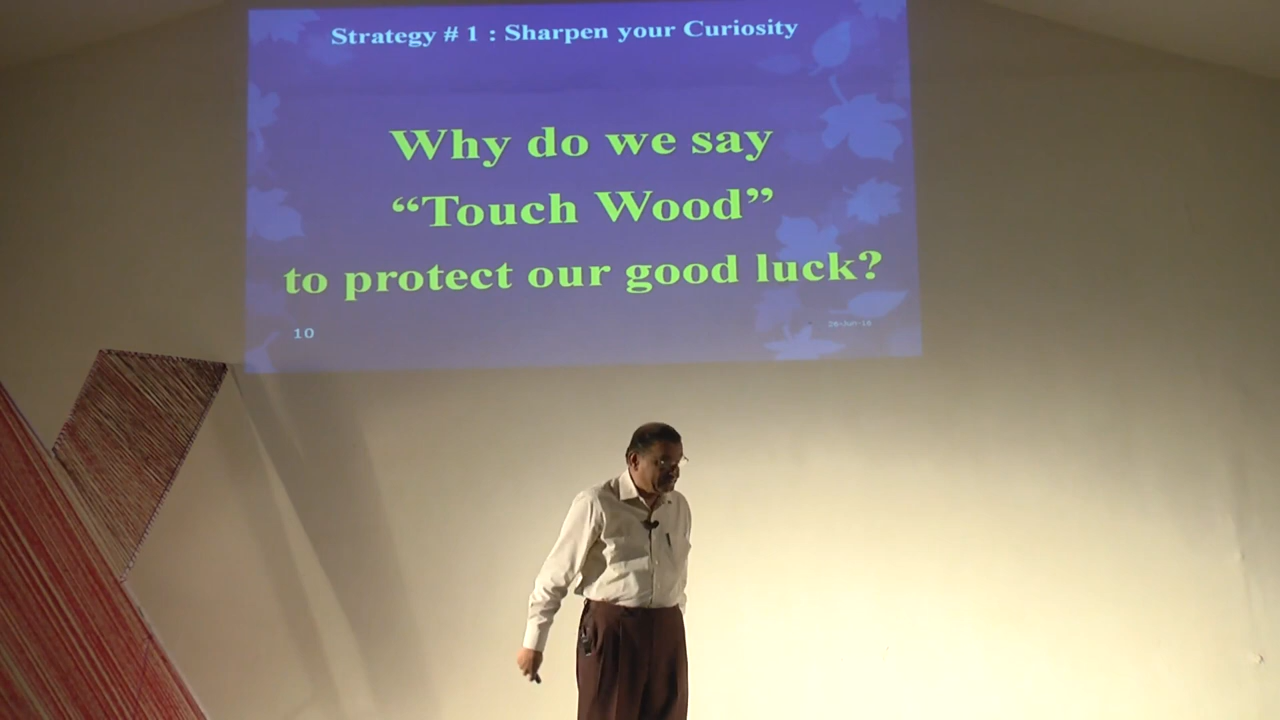 Strategy # 1 : Sharpen your Curiosity
Why do we say
“Touch Wood”
to protect our good luck?
10